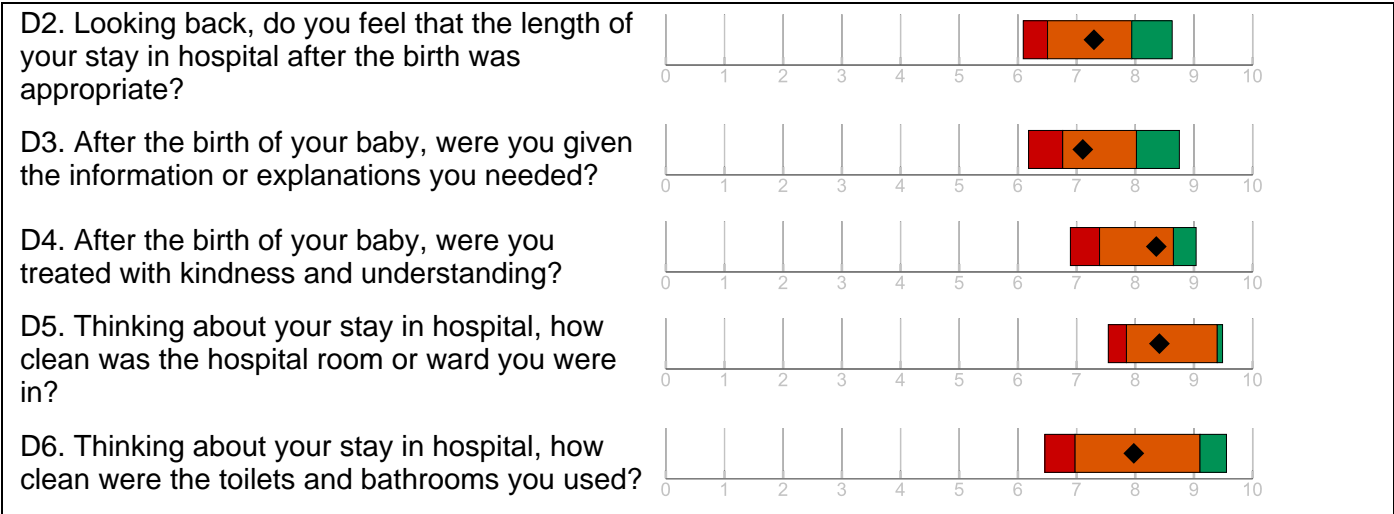 D2. Looking back, do you feel that the length of
your stay in hospital after the birth was
appropriate?
0 1 2 3 4 5 6 7 8 9 10
D3. After the birth of your baby, were you given
the information or explanations you needed?
0 1 2 3 4 5 6 7 8 9 10
D4. After the birth of your baby, were you
treated with kindness and understanding?
0 1 2 3 4 5 6 7 8 9 10
D5. Thinking about your stay in hospital, how
clean was the hospital room or ward you were
in?
0 1 2 3 4 5 6 7 8 9 10
D6. Thinking about your stay in hospital, how
clean were the toilets and bathrooms you used?
0 1 2 3 4 5 6 7 8 9 10